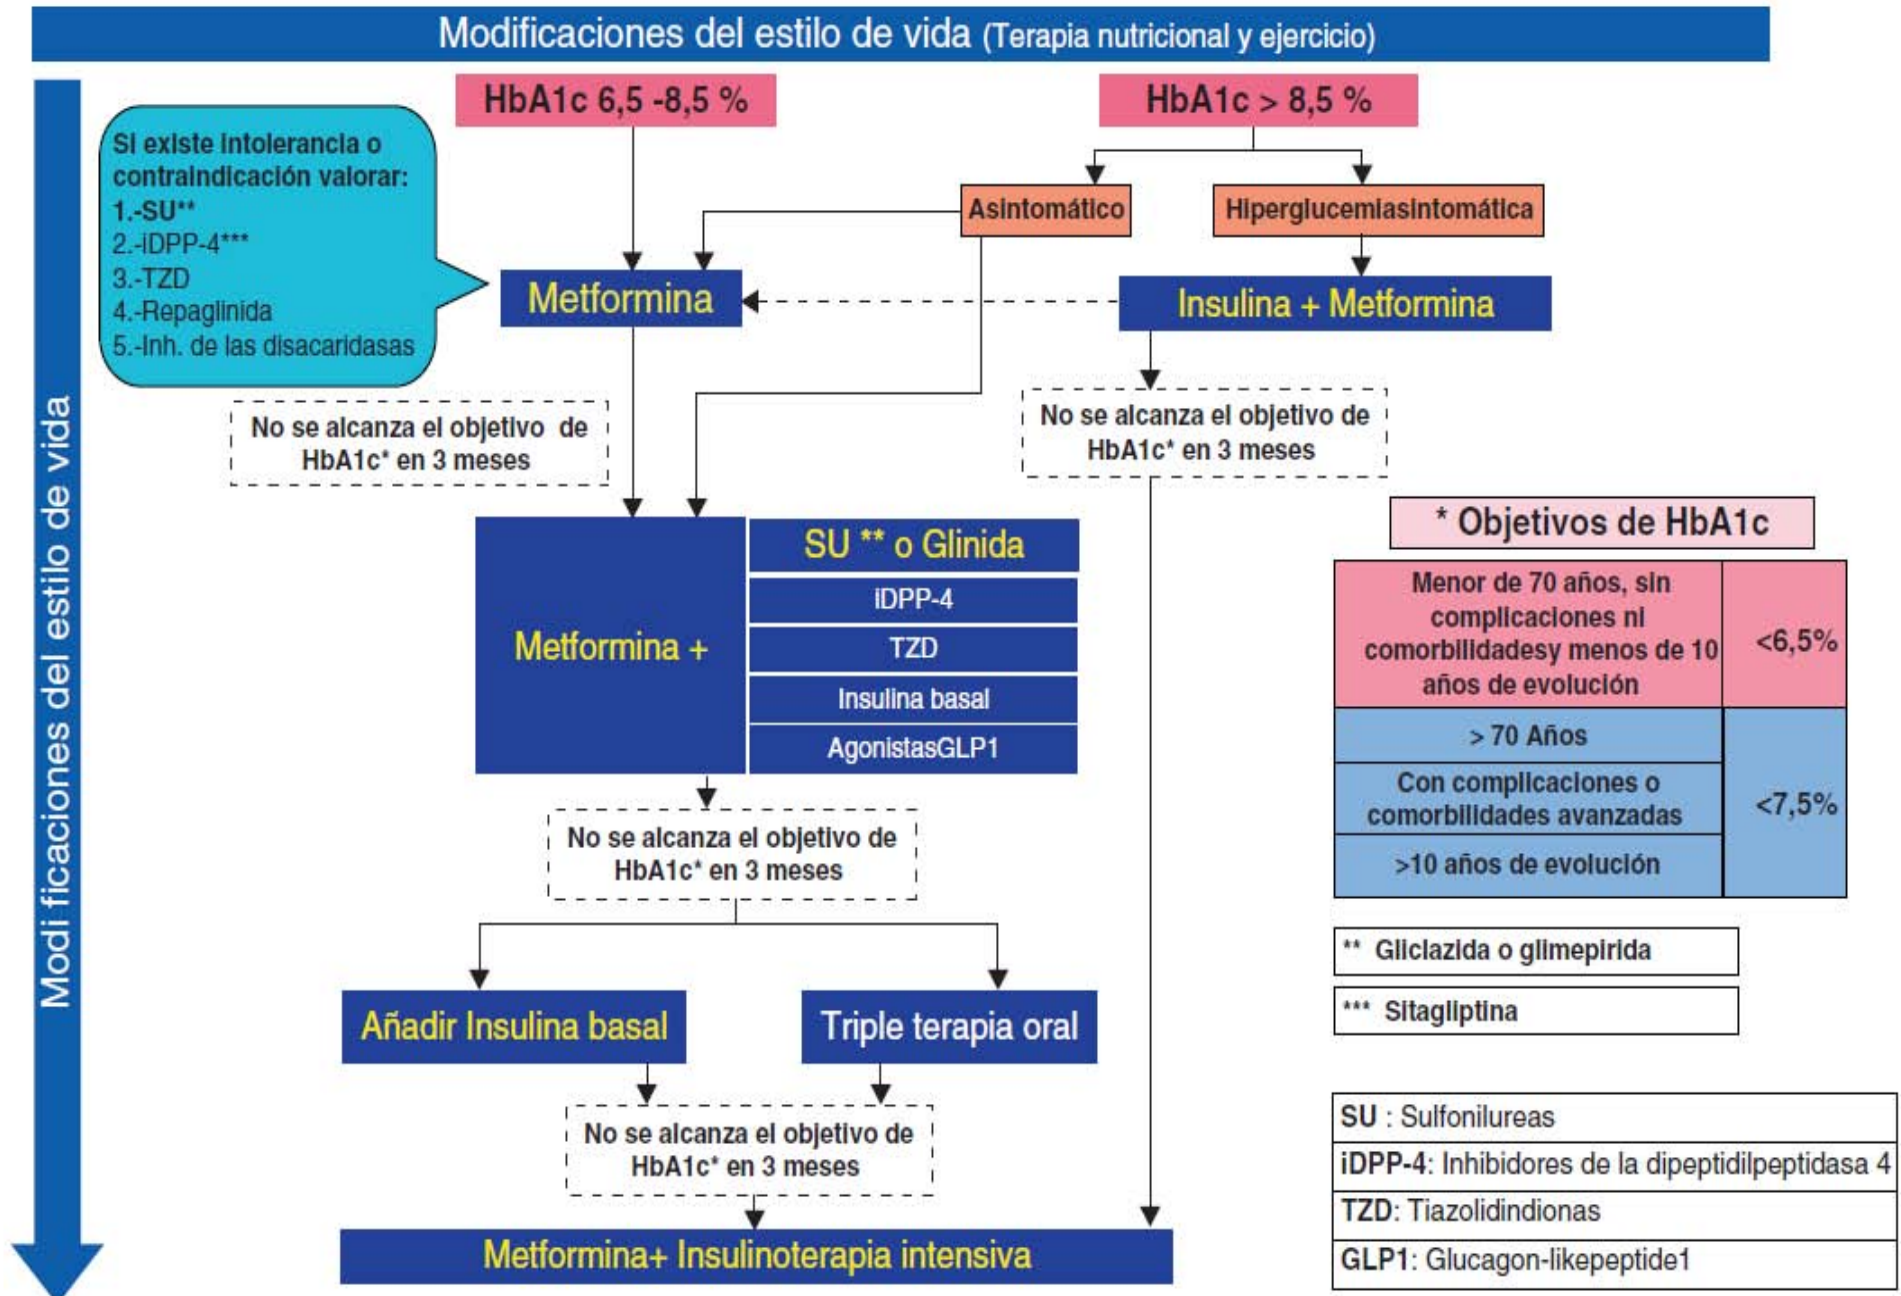 Modificaciones del estilo de vida (Terapia nutricional y ejercicio)
Modi ficaciones del estilo de vida
HbA1c 6,5 -8,5 %
HbA1c > 8,5 %
Si existe intolerancia o
contraindicación valorar:
1.-SU**
2.-iDPP-4***
3.-TZD
4.-Repaglinida
5.-Inh. de las disacaridasas
Asintomático
Hiperglucemiasintomática
Metformina
Insulina + Metformina
No se alcanza el objetivo de
HbA1c* en 3 meses
No se alcanza el objetivo de
HbA1c* en 3 meses
Metformina +
SU ** o Glinida
iDPP-4
TZD
Insulina basal
AgonistasGLP1
No se alcanza el objetivo de
HbA1c* en 3 meses
Añadir Insulina basal
Triple terapia oral
No se alcanza el objetivo de
HbA1c* en 3 meses
Metformina+ Insulinoterapia intensiva
* Objetivos de HbA1c
Menor de 70 años, sin
complicaciones ni
comorbilidadesy menos de 10
años de evolución
<6,5%
> 70 Años
Con complicaciones o
comorbilidades avanzadas
>10 años de evolución
<7,5%
** Gliclazida o glimepirida
*** Sitagliptina
SU : Sulfonilureas
iDPP-4: Inhibidores de la dipeptidilpeptidasa 4
TZD: Tiazolidindionas
GLP1: Glucagon-likepeptide1